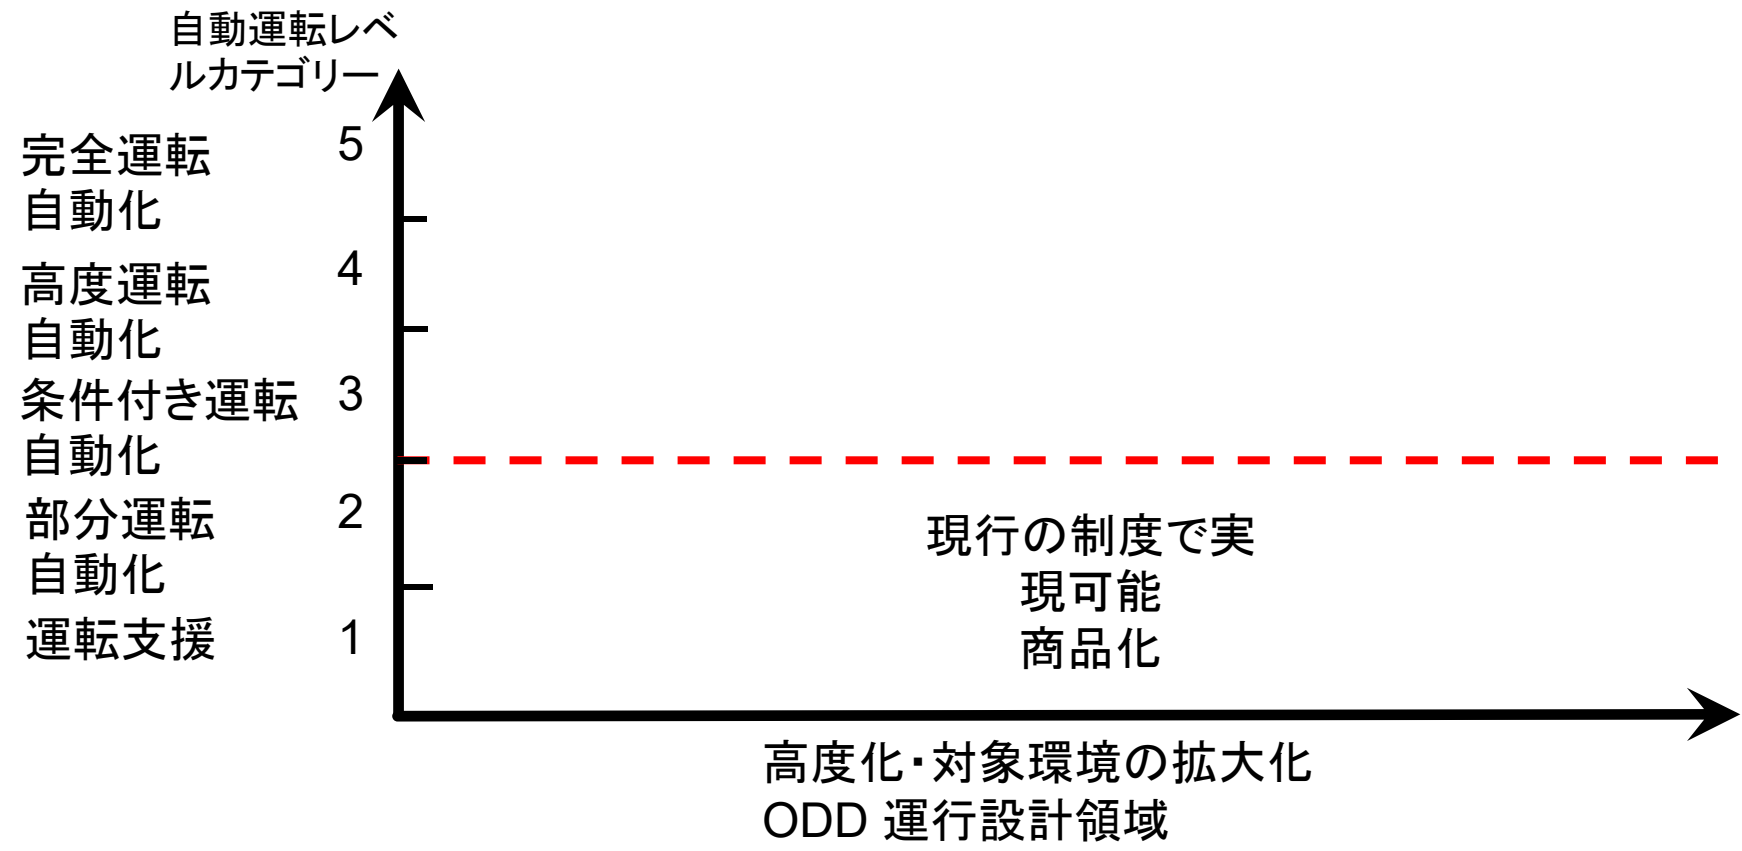 自動運転レベ
ルカテゴリー
完全運転
自動化
5
高度運転
自動化
4
条件付き運転
自動化
3
部分運転
自動化
2
運転支援
1
現行の制度で実
現可能
商品化
高度化・対象環境の拡大化
ODD 運行設計領域